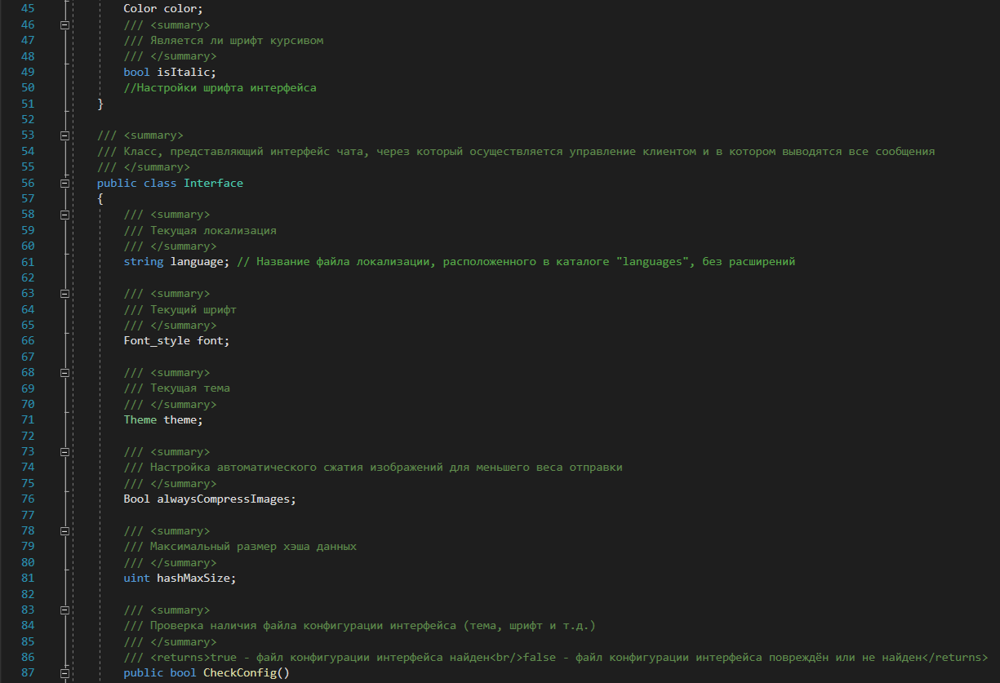 45 Color color;
46 /// <summary>
47 /// Является ли шрифт курсивом
48 /// </summary>
49 bool isItalic;
50 //Настройки шрифта интерфейса
51 }
52
53 /// <summary>
54 /// Класс, представляющий интерфейс чата, через который осуществляется управление клиентом и в котором выводятся все сообщения
55 /// </summary>
56 public class Interface
57 {
58 /// <summary>
59 /// Текущая локализация
60 /// </summary>
61 string language; // Название файла локализации, расположенного в каталоге "languages", без расширений
62
63 /// <summary>
64 /// Текущий шрифт
65 /// </summary>
66 Font_style font;
67
68 /// <summary>
69 /// Текущая тема
70 /// </summary>
71 Theme theme;
72
73 /// <summary>
74 /// Настройка автоматического сжатия изображений для меньшего веса отправки
75 /// </summary>
76 Bool alwaysCompressImages;
77
78 /// <summary>
79 /// Максимальный размер хэша данных
80 /// </summary>
81 uint hashMaxSize;
82
83 /// <summary>
84 /// Проверка наличия файла конфигурации интерфейса (тема, шрифт и т.д.)
85 /// </summary>
86 /// <returns>true - файл конфигурации интерфейса найден<br/>false - файл конфигурации интерфейса повреждён или не найден</returns>
87 public bool CheckConfig()